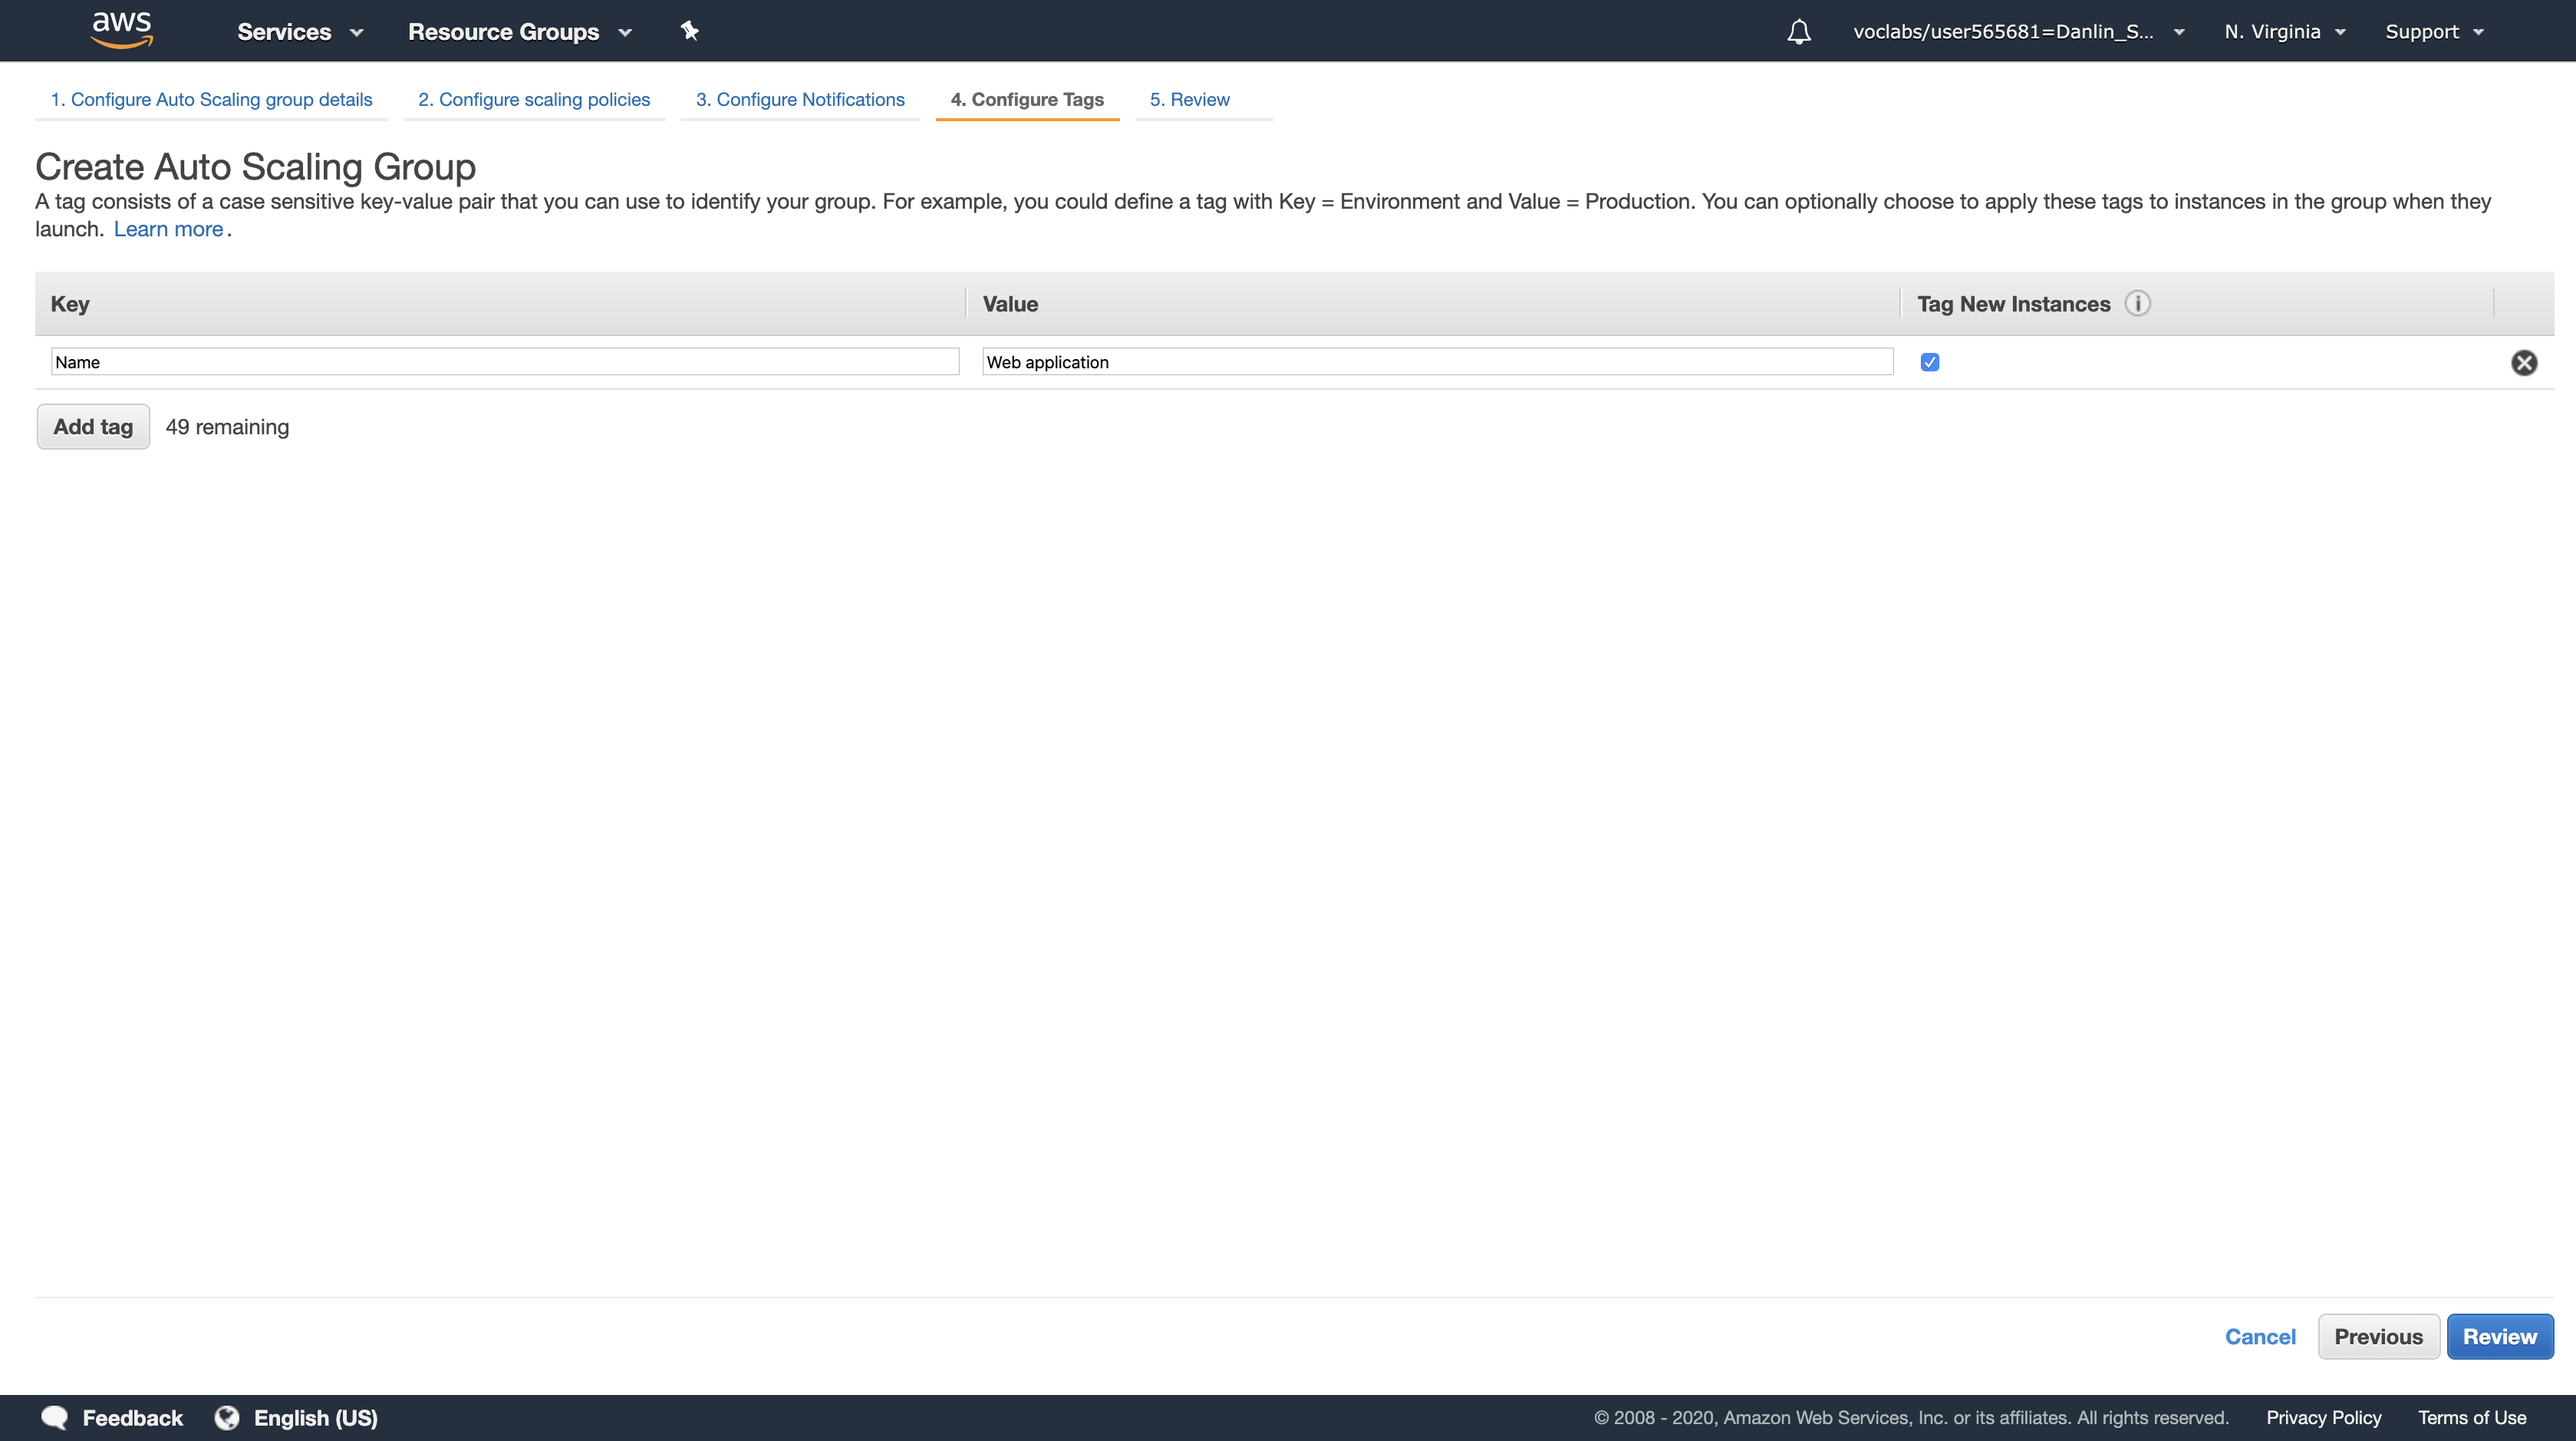 aws
Services
Resource Groups
voclabs/user565681=Danlin_S...
N. Virginia
Support
1. Configure Auto Scaling group details
2. Configure scaling policies
3. Configure Notifications
4. Configure Tags
5. Review
Create Auto Scaling Group
A tag consists of a case sensitive key-value pair that you can use to identify your group. For example, you could define a tag with Key = Environment and Value = Production. You can optionally choose to apply these tags to instances in the group when they
launch. Learn more.
Key
Value
Tag New Instances
Name
Web application
Add tag
49 remaining
Cancel
Previous
Review
Feedback
English (US)
© 2008 - 2020, Amazon Web Services, Inc. or its affiliates. All rights reserved.
Privacy Policy
Terms of Use